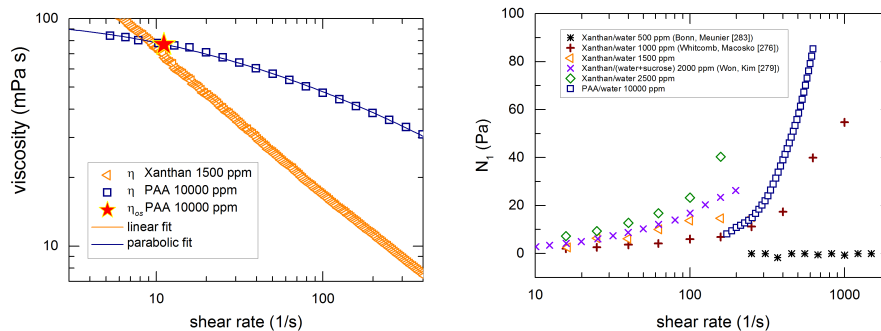 100
10
viscosity (mPa s)
η Xanthan 1500 ppm
η PAA 10000 ppm
ηos PAA 10000 ppm
linear fit
parabolic fit
10 100
shear rate (1/s)
100
80
60
40
20
0
N1 (Pa)
Xanthan/water 500 ppm (Bonn, Meunier [283])
Xanthan/water 1000 ppm (Whitcomb, Macosko [276])
Xanthan/water 1500 ppm
Xanthan/(water+sucrose) 2000 ppm (Won, Kim [279])
Xanthan/water 2500 ppm
PAA/water 10000 ppm
10 100 1000
shear rate (1/s)